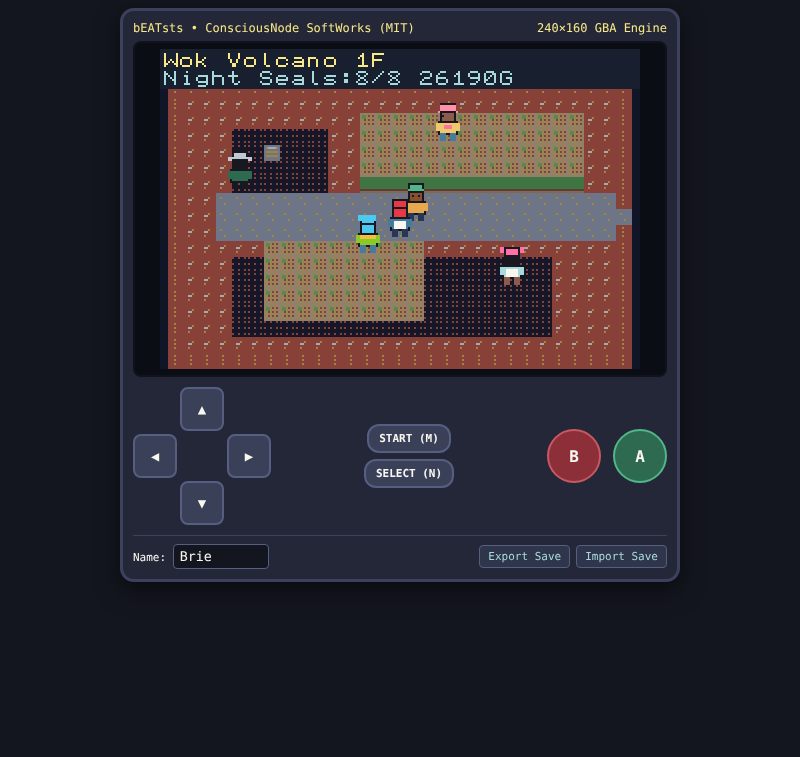 bEATsts • ConsciousNode SoftWorks (MIT)
240×160 GBA Engine
Wok Volcano 1F
Night Seals:8/8 26190G
▲
◀
▶
▼
START (M)
SELECT (N)
B
A
Name: Brie
Export Save
Import Save